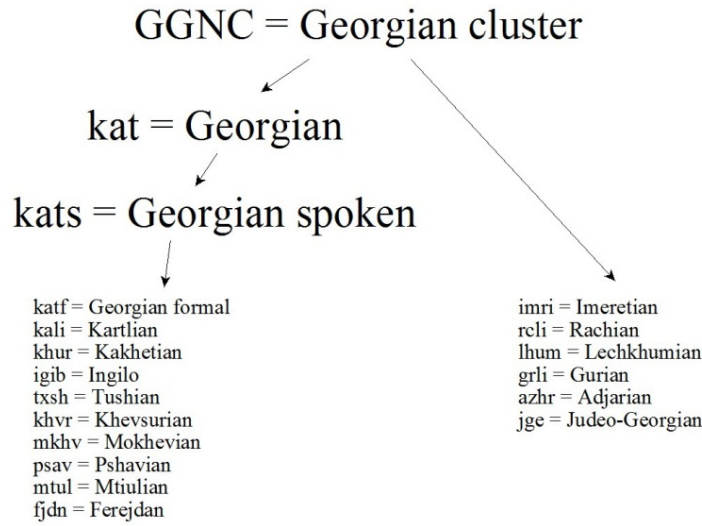 GGNC = Georgian cluster
kat = Georgian
kats = Georgian spoken
katf = Georgian formal
kali = Kartlian
khur = Kakhetian
igib = Ingilo
txsh = Tushian
khvr = Khevsurian
mkhv = Mokhevian
psav = Pshavian
mtul = Mtiulian
fjdn = Ferejdan
imri = Imeretian
rcli = Rachian
lhum = Lechkhumian
grli = Gurian
azhr = Adjarian
jge = Judeo-Georgian